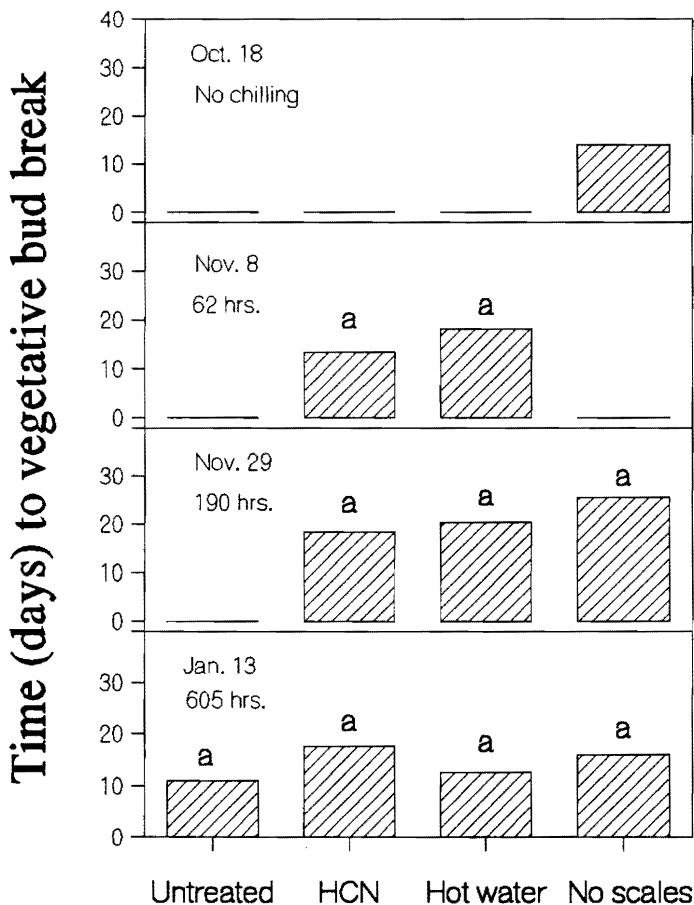 Time (days) to vegetative bud break
40
30
20
10
0
Oct. 18
No chilling
30
20
10
0
Nov. 8
62 hrs.
a
a
30
20
10
0
Nov. 29
190 hrs.
a
a
a
30
20
10
0
Jan. 13
605 hrs.
a
a
a
a
Untreated HCN Hot water No scales